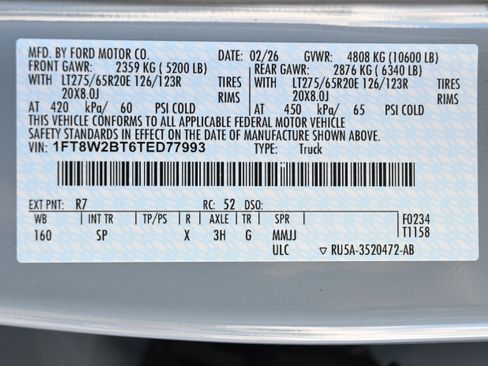 MFD. BY FORD MOTOR CO. DATE: 02/26 GVWR: 4808 KG (10600 LB)
FRONT GAWR: 2359 KG ( 5200 LB) REAR GAWR: 2876 KG ( 6340 LB)
WITH LT275/65R20E 126/123R TIRES WITH LT275/65R20E 126/123R TIRES
20X8.0J RIMS 20X8.0J RIMS
AT 420 kPa/ 60 PSI COLD AT 450 kPa/ 65 PSI COLD
THIS VEHICLE CONFORMS TO ALL APPLICABLE FEDERAL MOTOR VEHICLE
SAFETY STANDARDS IN EFFECT ON THE DATE OF MANUFACTURE SHOWN ABOVE.
VIN: 1FT8W2BT6TED77993 TYPE: Truck
EXT PNT: R7 RC: 52 DSO:
WB INT TR TP/PS R AXLE TR SPR F0234
160 SP X 3H G MMJJ T1158
ULC ▽ RU5A-3520472-AB